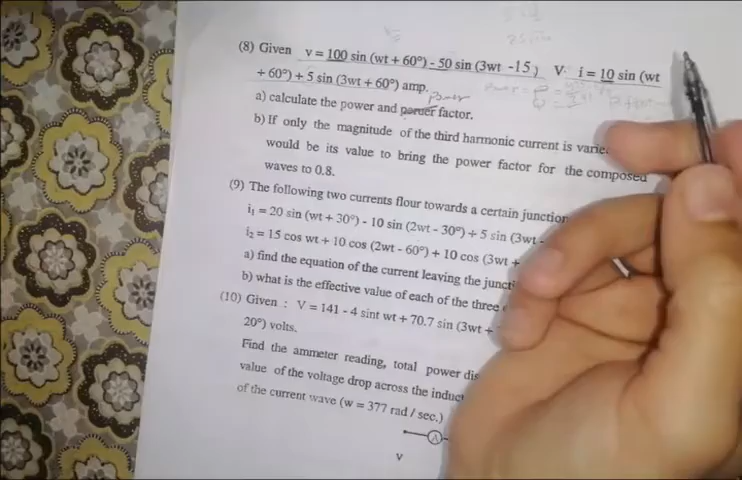 (8) Given v = 100 sin (wt + 60°) - 50 sin (3wt -15 ) V. i = 10 sin (wt
+ 60°) + 5 sin (3wt + 60°) amp.
power
a) calculate the power and paruer factor.
b) If only the magnitude of the third harmonic current is varie
would be its value to bring the power factor for the composed
waves to 0.8.
(9) The following two currents flour towards a certain junction
i₁ = 20 sin (wt + 30°) - 10 sin (2wt - 30°) + 5 sin (3wt -
i₂ = 15 cos wt + 10 cos (2wt - 60°) + 10 cos (3wt +
a) find the equation of the current leaving the juncti
b) what is the effective value of each of the three
(10) Given : V = 141 - 4 sint wt + 70.7 sin (3wt +
20°) volts.
Find the ammeter reading, total power dis
value of the voltage drop across the induc
of the current wave (w = 377 rad / sec.)
A
v